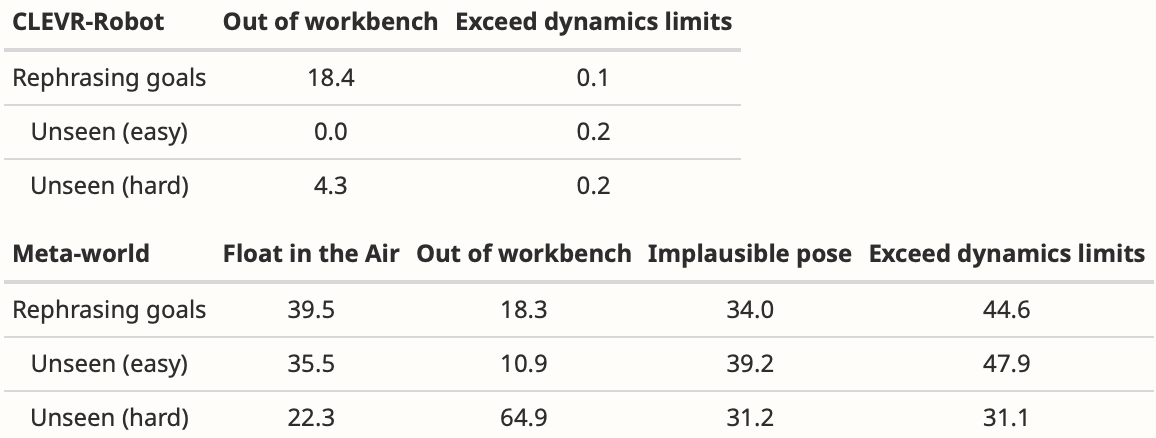 CLEVR-Robot Out of workbench Exceed dynamics limits
Rephrasing goals 18.4 0.1
Unseen (easy) 0.0 0.2
Unseen (hard) 4.3 0.2
Meta-world Float in the Air Out of workbench Implausible pose Exceed dynamics limits
Rephrasing goals 39.5 18.3 34.0 44.6
Unseen (easy) 35.5 10.9 39.2 47.9
Unseen (hard) 22.3 64.9 31.2 31.1